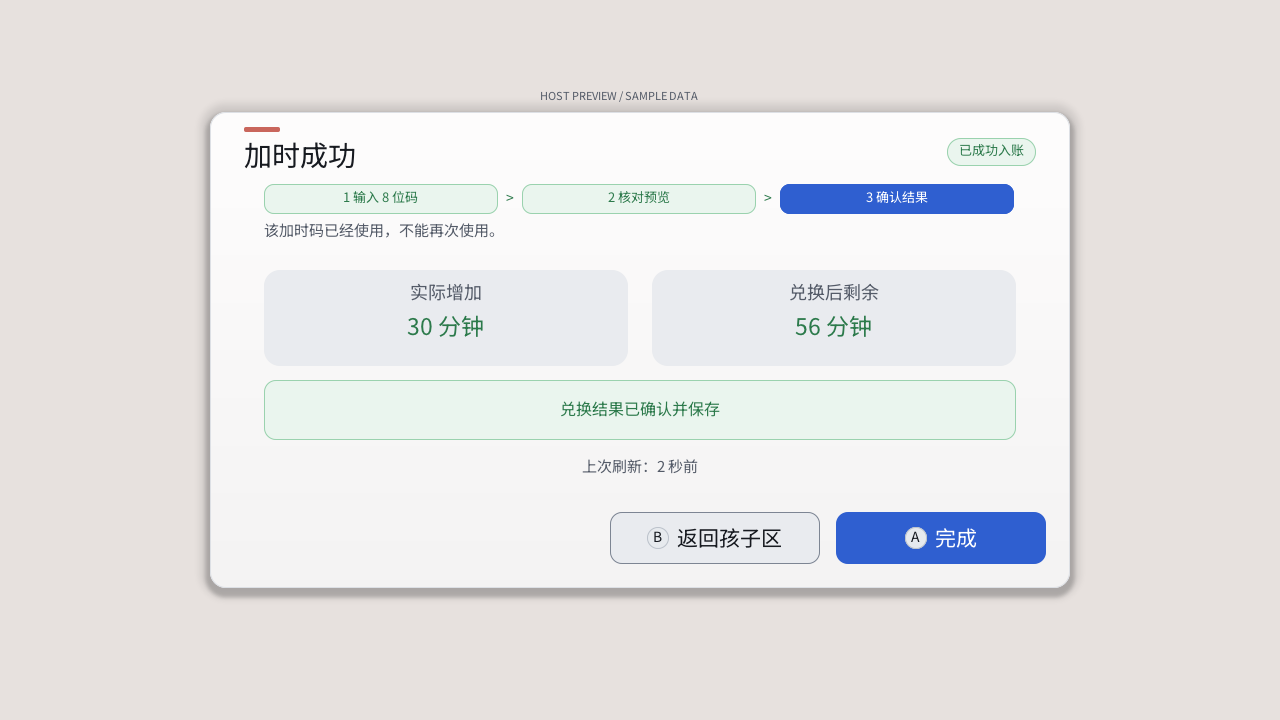 HOST PREVIEW / SAMPLE DATA
加时成功
已成功入账
1 输入 8 位码 > 2 核对预览 > 3 确认结果
该加时码已经使用，不能再次使用。
实际增加
30 分钟
兑换后剩余
56 分钟
兑换结果已确认并保存
上次刷新：2 秒前
B 返回孩子区
A 完成